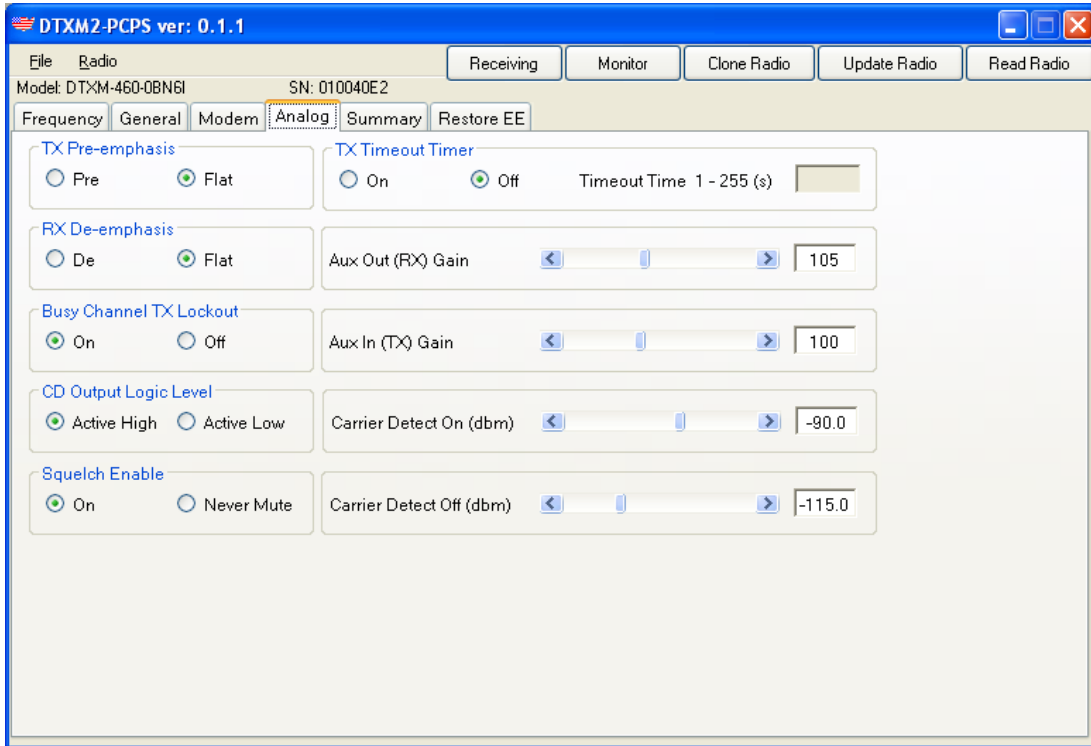 DTXM2-PCPS ver: 0.1.1
File Radio Receiving Monitor Clone Radio Update Radio Read Radio
Model: DTXM-460-0BN6I SN: 010040E2
Frequency General Modem Analog Summary Restore EE
TX Pre-emphasis TX Timeout Timer
Pre Flat On Off Timeout Time 1 - 255 (s)
RX De-emphasis
De Flat Aux Out (RX) Gain 105
Busy Channel TX Lockout
On Off Aux In (TX) Gain 100
CD Output Logic Level
Active High Active Low Carrier Detect On (dbm) -90.0
Squelch Enable
On Never Mute Carrier Detect Off (dbm) -115.0